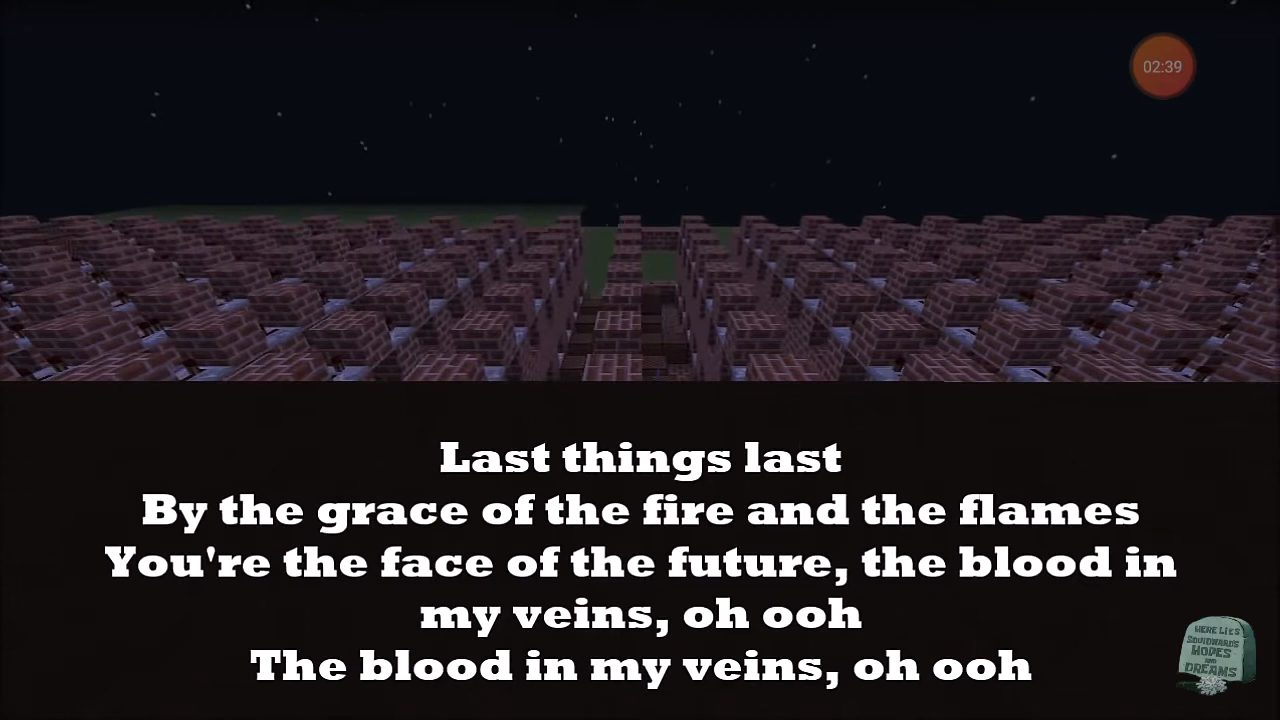 02:39
Last things last
By the grace of the fire and the flames
You're the face of the future, the blood in
my veins, oh ooh
The blood in my veins, oh ooh
HERE LIES
SQUIDWARD'S
HOPES
AND
DREAMS